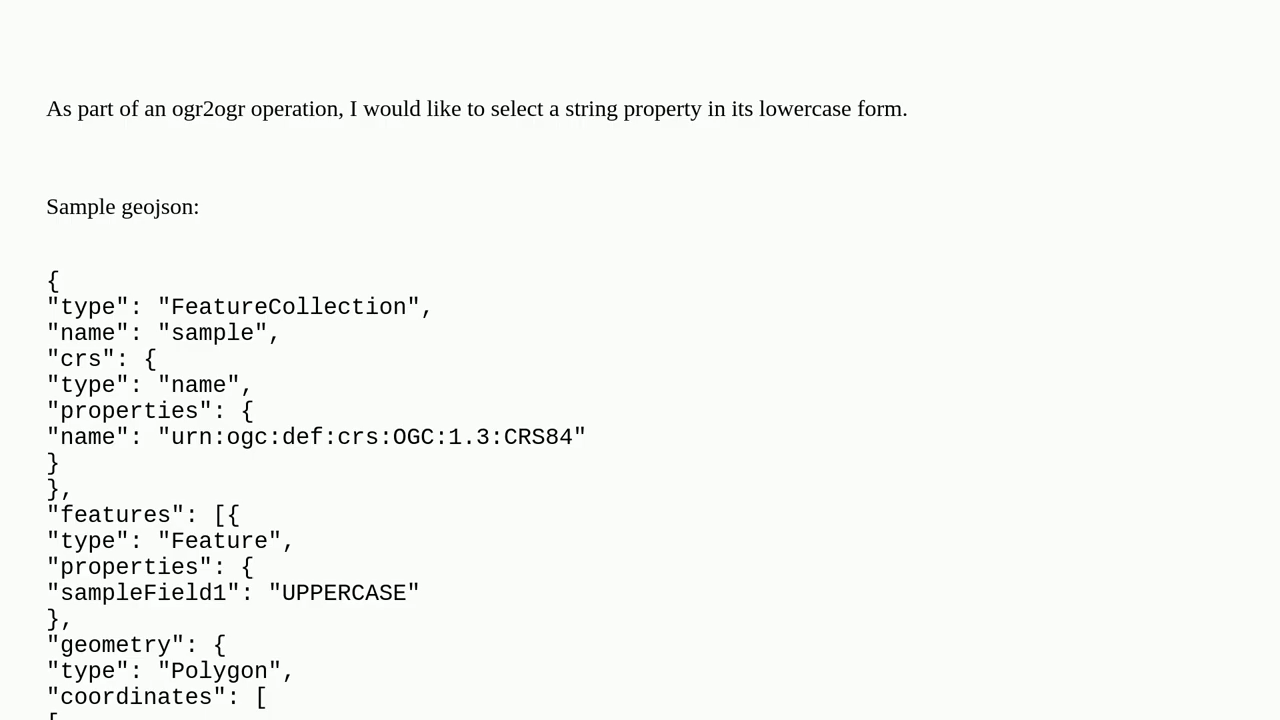 As part of an ogr2ogr operation, I would like to select a string property in its lowercase form.
Sample geojson:
{
"type": "FeatureCollection",
"name": "sample",
"crs": {
"type": "name",
"properties": {
"name": "urn:ogc:def:crs:OGC:1.3:CRS84"
}
},
"features": [{
"type": "Feature",
"properties": {
"sampleField1": "UPPERCASE"
},
"geometry": {
"type": "Polygon",
"coordinates": [
[